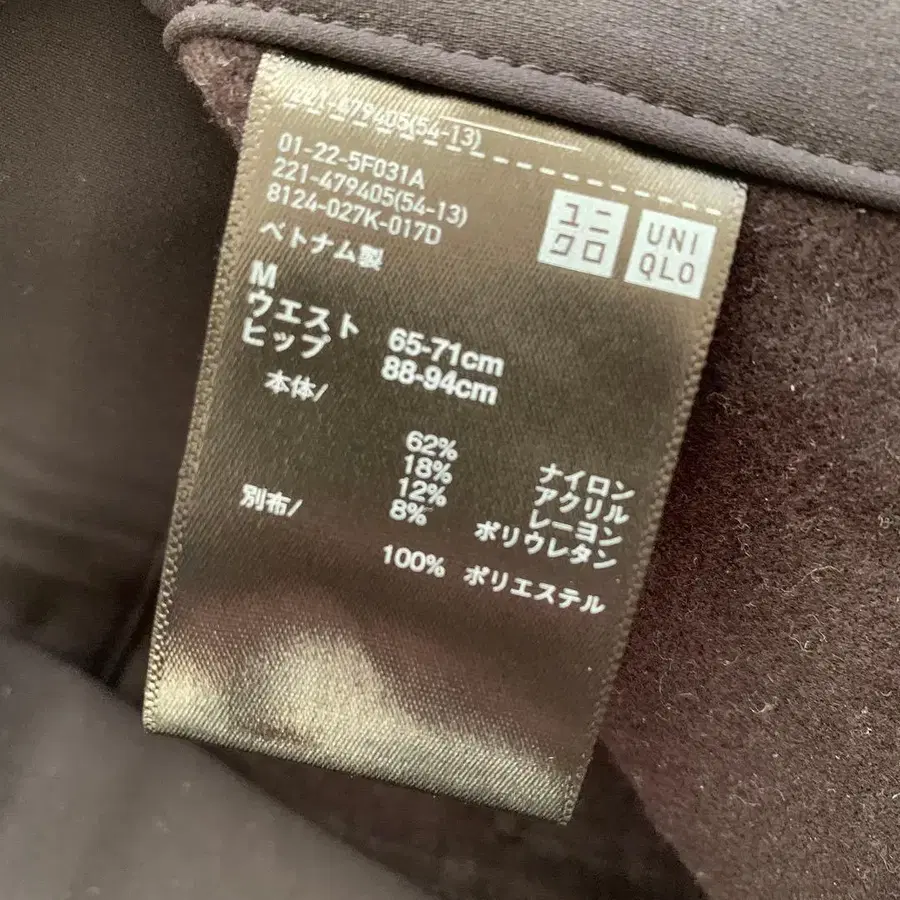 221-479405(54-13)
01-22-5F031A
221-479405(54-13)
8124-027K-017D
ユニ
クロ
UNI
QLO
ベトナム製
M
ウエスト 65-71cm
ヒップ 88-94cm
本体/
62% ナイロン
18% アクリル
12% レーヨン
8% ポリウレタン
別布/
100% ポリエステル